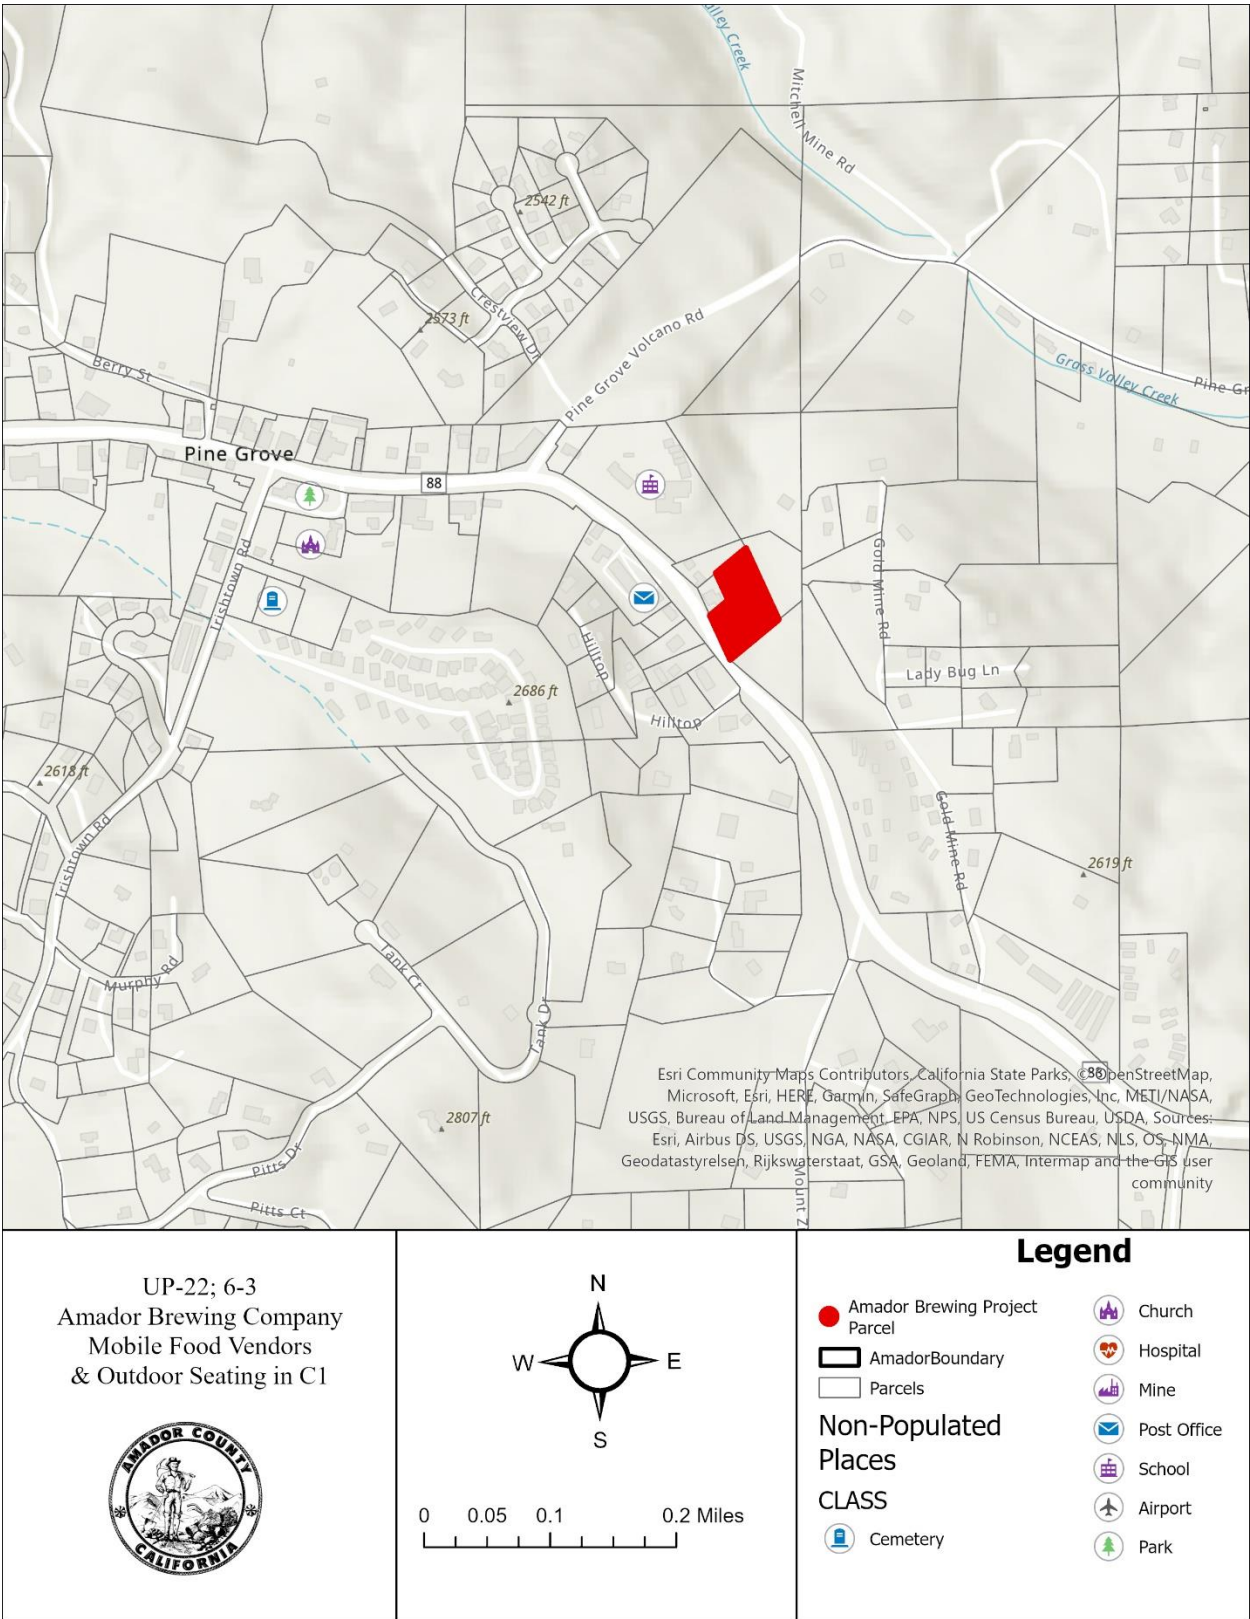 alley Creek
Mitchell Mine Rd
2542 ft
Crestview Dr
2573 ft
Pine Grove Volcano Rd
Berry St
Grass Valley Creek
Pine Gr
Pine Grove
88
Irishtown Rd
Gold Mine Rd
Hilltop
Lady Bug Ln
2686 ft
Hilltop
2618 ft
Irishtown Rd
Gold Mine Rd
2619 ft
Tank Ct
Murphy Rd
Tank Dr
88
2807 ft
Pitts Dr
Pitts Ct
Mount Z
Esri Community Maps Contributors, California State Parks, © OpenStreetMap,
Microsoft, Esri, HERE, Garmin, SafeGraph, GeoTechnologies, Inc, METI/NASA,
USGS, Bureau of Land Management, EPA, NPS, US Census Bureau, USDA, Sources:
Esri, Airbus DS, USGS, NGA, NASA, CGIAR, N Robinson, NCEAS, NLS, OS, NMA,
Geodatastyrelsen, Rijkswaterstaat, GSA, Geoland, FEMA, Intermap and the GIS user
community
UP-22; 6-3
Amador Brewing Company
Mobile Food Vendors
& Outdoor Seating in C1
AMADOR COUNTY
CALIFORNIA
N
W E
S
0 0.05 0.1 0.2 Miles
Legend
Amador Brewing Project
Parcel
AmadorBoundary
Parcels
Non-Populated
Places
CLASS
Cemetery
Church
Hospital
Mine
Post Office
School
Airport
Park